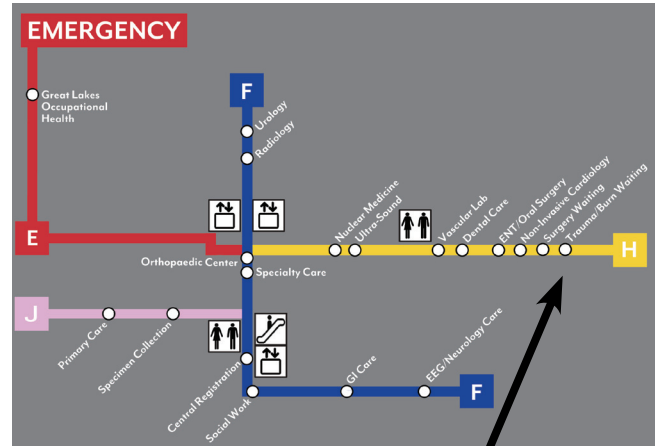 EMERGENCY
Great Lakes
Occupational
Health
F
Urology
Radiology
E
Orthopaedic Center
Specialty Care
Nuclear Medicine
Ultra-Sound
Vascular Lab
Dental Care
ENT/Oral Surgery
Non-Invasive Cardiology
Surgery Waiting
Trauma/Burn Waiting
H
J
Primary Care
Specimen Collection
Central Registration
Social Work
GI Care
EEG/Neurology Care
F